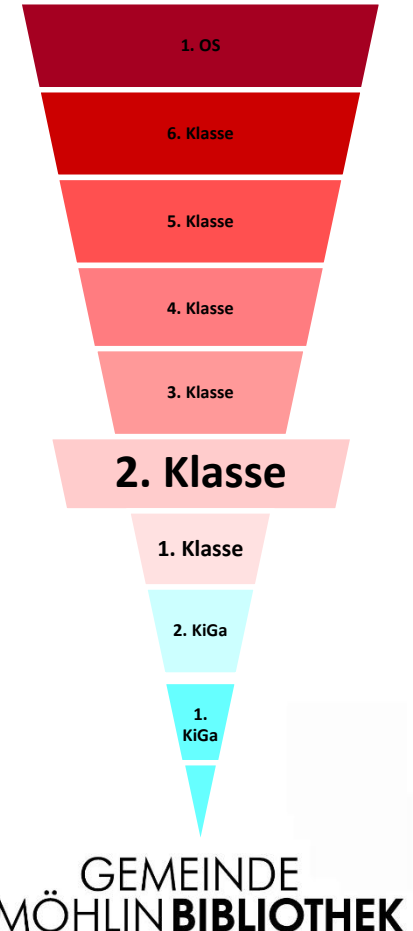 1. OS
6. Klasse
5. Klasse
4. Klasse
3. Klasse
2. Klasse
1. Klasse
2. KiGa
1.
KiGa
GEMEINDE
MÖHLIN BIBLIOTHEK